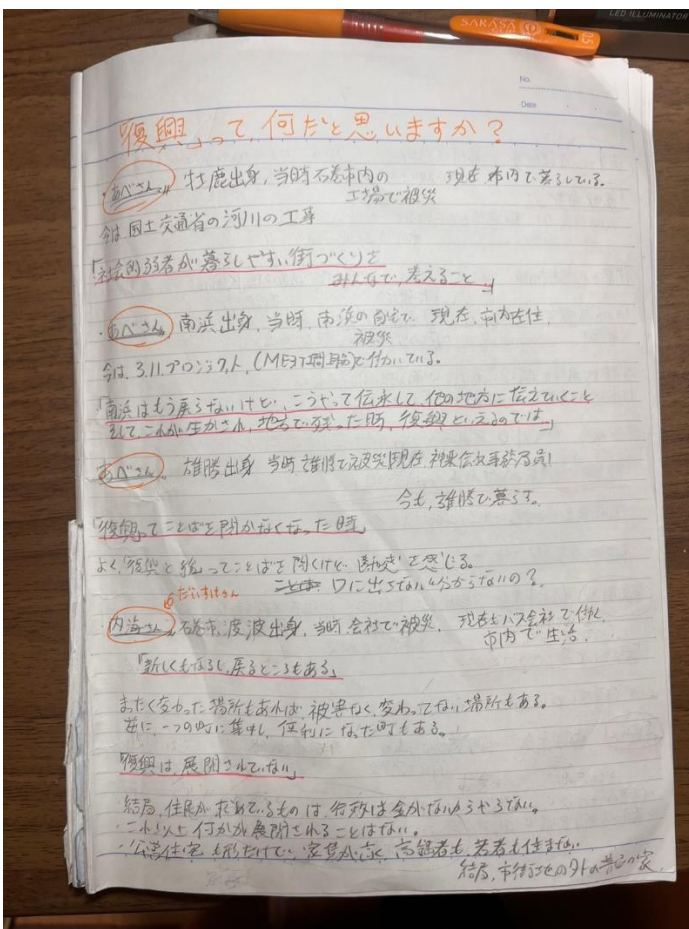 SARASA
0.5
LED ILLUMINATOR
No.
Date
「復興」って、何だと思いますか？
・あべさん 牡鹿出身、当時石巻市内の工場で被災 現在 市内で暮らしている。
今は国土交通省の河川の工事
「社会的弱者が暮らしやすい街づくりを
みんなで、考えること」
・あべさん 南浜出身、当時、南浜の自宅で被災 現在、市内在住、
今は、3.11プロジェクト、(MEET門脇)で働いている。
「南浜はもう戻らないけど、こうやって伝承して、他の地方に伝えていくこと
そして、これが生かされ、地方で残った時、復興といえるのでは」
あべさん 雄勝出身 当時 雄勝で被災 現在
今も、雄勝で暮らす。
「復興ってことばを聞かなくなった時」
よく、「復興と 」ってことばを聞くけど を感じる。
口に出さないと分からないの？
だいすけさん
・内海さん 石巻市、渡波出身、当時、会社で被災、 現在もバス会社で働く、
市内で生活、
「新しくもなるし、戻るところもある」
まったく変わった場所もあれば、被害なく、変わってない場所もある。
逆に、一つの町に集中し、便利になった町もある。
「復興は、展開されていない」
・結局、住民が求めているものは、行政は金がないからやらない。
・これ以上何かが展開されることはない。
・公営住宅も形だけで、家賃が高く、高齢者も、若者も住まない
結局、市街地の外の の家